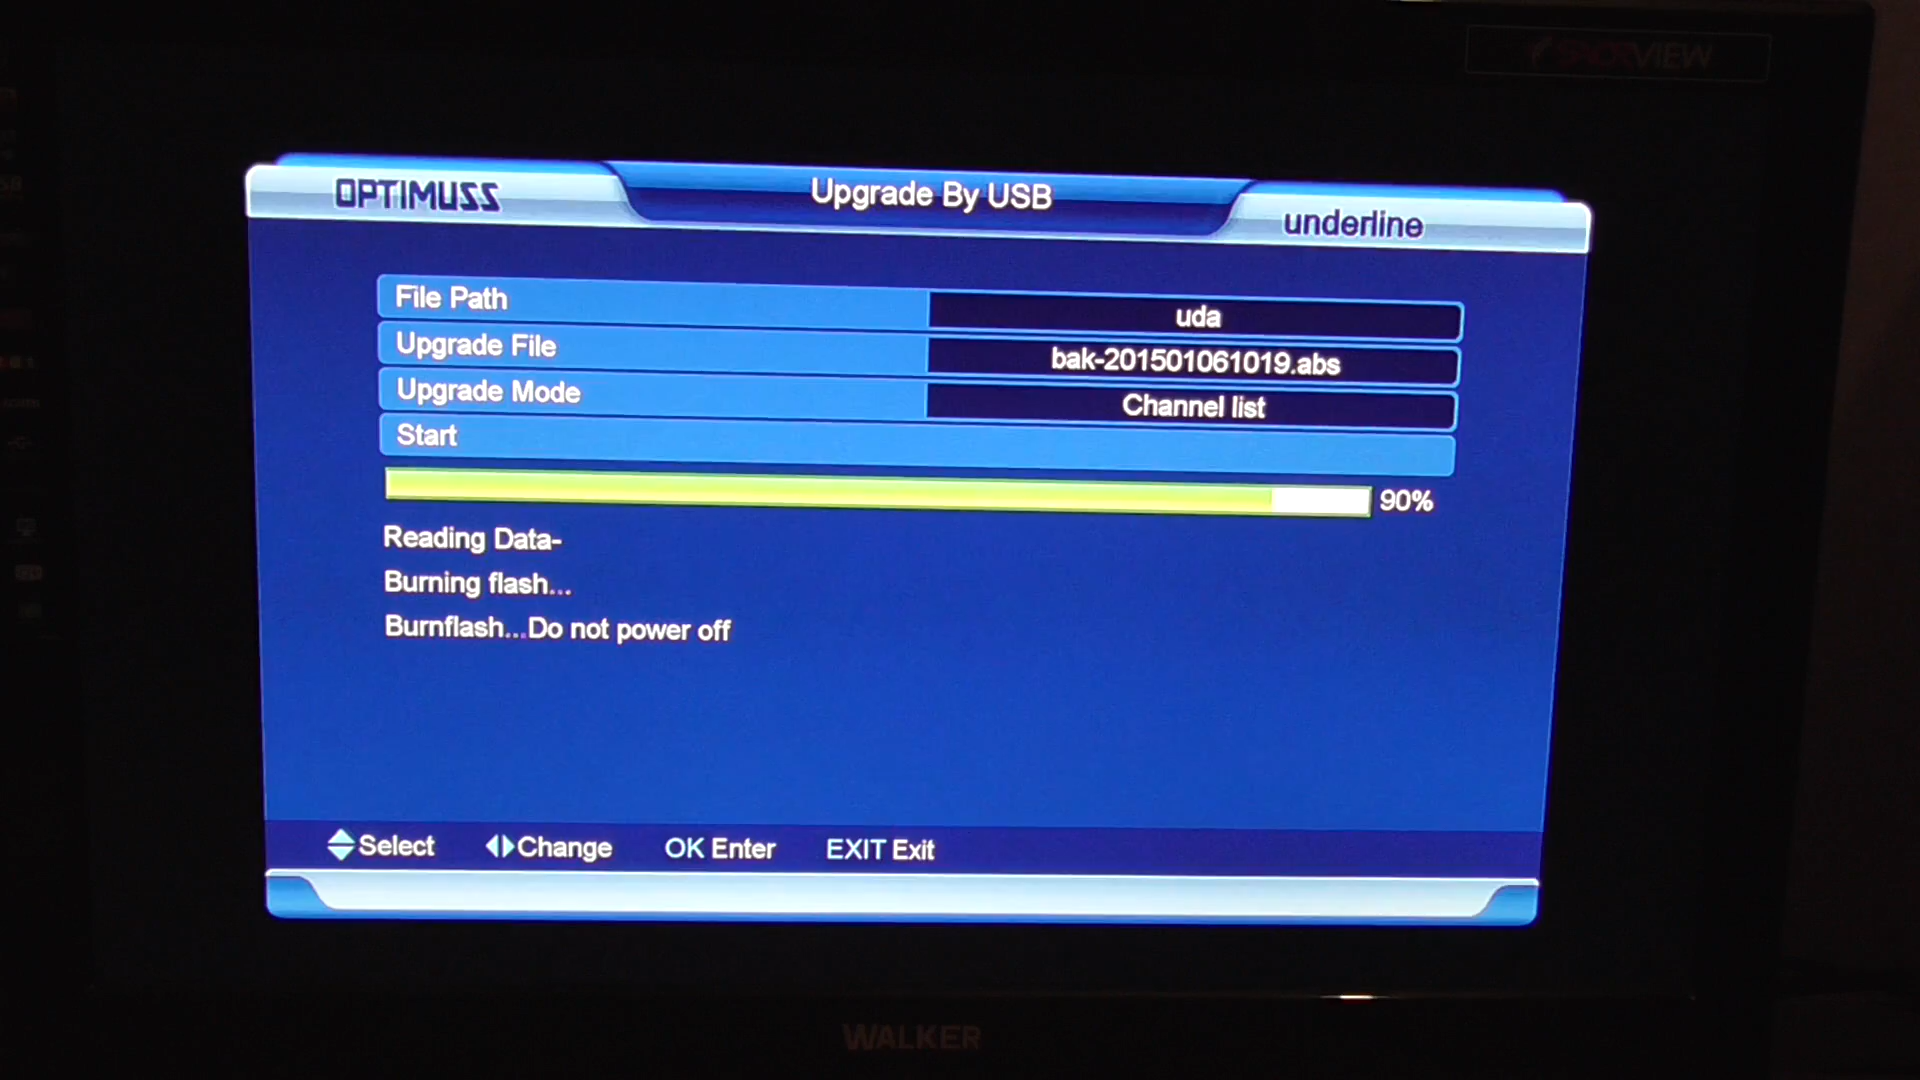 OPTIMUSS
Upgrade By USB
underline
File Path
uda
Upgrade File
bak-201501061019.abs
Upgrade Mode
Channel list
Start
90%
Reading Data-
Burning flash...
Burnflash...Do not power off
Select
Change
OK Enter
EXIT Exit
WALKER